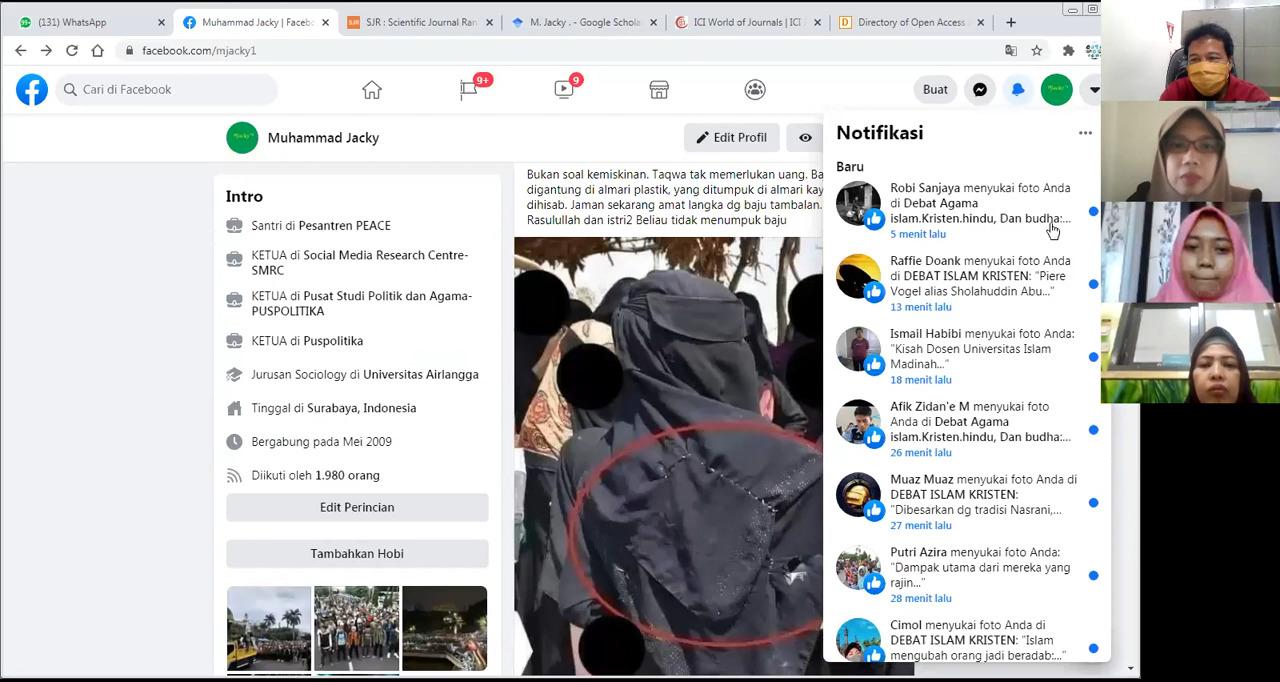 (131) WhatsApp
Muhammad Jacky | Faceb
SJR : Scientific Journal Ran
M. Jacky . - Google Schola
ICI World of Journals | ICI J
Directory of Open Access J
facebook.com/mjacky1
Cari di Facebook
9+
9
Buat
Muhammad Jacky
Edit Profil
Intro
Santri di Pesantren PEACE
KETUA di Social Media Research Centre-
SMRC
KETUA di Pusat Studi Politik dan Agama-
PUSPOLITIKA
KETUA di Puspolitika
Jurusan Sociology di Universitas Airlangga
Tinggal di Surabaya, Indonesia
Bergabung pada Mei 2009
Diikuti oleh 1.980 orang
Edit Perincian
Tambahkan Hobi
Bukan soal kemiskinan. Taqwa tak memerlukan uang. Ba
digantung di almari plastik, yang ditumpuk di almari kay
dihisab. Jaman sekarang amat langka dg baju tambalan.
Rasulullah dan istri2 Beliau tidak menumpuk baju
Notifikasi
Baru
Robi Sanjaya menyukai foto Anda
di Debat Agama
islam.Kristen.hindu, Dan budha:...
5 menit lalu
Raffie Doank menyukai foto Anda
di DEBAT ISLAM KRISTEN: "Piere
Vogel alias Sholahuddin Abu..."
13 menit lalu
Ismail Habibi menyukai foto Anda:
"Kisah Dosen Universitas Islam
Madinah..."
18 menit lalu
Afik Zidan'e M menyukai foto
Anda di Debat Agama
islam.Kristen.hindu, Dan budha:...
26 menit lalu
Muaz Muaz menyukai foto Anda di
DEBAT ISLAM KRISTEN:
"Dibesarkan dg tradisi Nasrani,...
27 menit lalu
Putri Azira menyukai foto Anda:
"Dampak utama dari mereka yang
rajin..."
28 menit lalu
Cimol menyukai foto Anda di
DEBAT ISLAM KRISTEN: "Islam
mengubah orang jadi beradab:..."